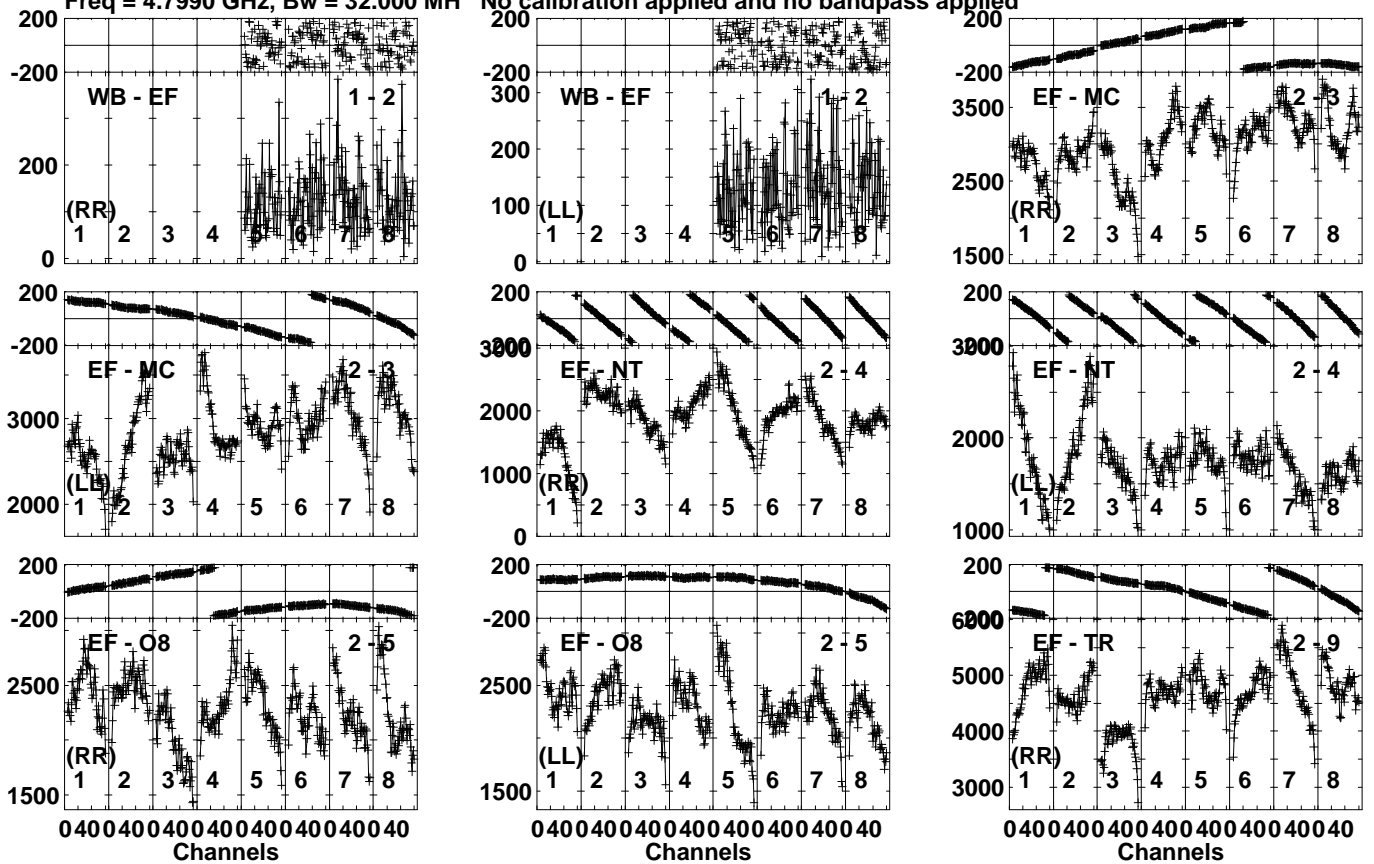 Freq = 4.7990 GHz, Bw = 32.000 MH No calibration applied and no bandpass applied
200
-200
WB - EF 1 - 2
200
(RR)
1 2 3 4 5 6 7 8
0
-200
300
WB - EF 1 - 2
200
100
(LL)
1 2 3 4 5 6 7 8
0
200
-200
EF - MC 2 - 3
3500
2500
(RR)
1 2 3 4 5 6 7 8
1500
200
-200
EF - MC 2 - 3
3000
(LL)
2000
1 2 3 4 5 6 7 8
200
3000
EF - NT 2 - 4
2000
1000
(RR)
1 2 3 4 5 6 7 8
0
200
EF - NT 2 - 4
2000
(LL)
1 2 3 4 5 6 7 8
1000
200
-200
EF - O8 2 - 5
2500
(RR)
1 2 3 4 5 6 7 8
1500
200
-200
EF - O8 2 - 5
2500
(LL)
1 2 3 4 5 6 7 8
1500
200
EF - TR 2 - 9
5000
4000
(RR)
1 2 3 4 5 6 7 8
3000
0 40 0 40 0 40 0 40 0 40 0 40 0 40 0 40
Channels
0 40 0 40 0 40 0 40 0 40 0 40 0 40 0 40
Channels
0 40 0 40 0 40 0 40 0 40 0 40 0 40 0 40
Channels